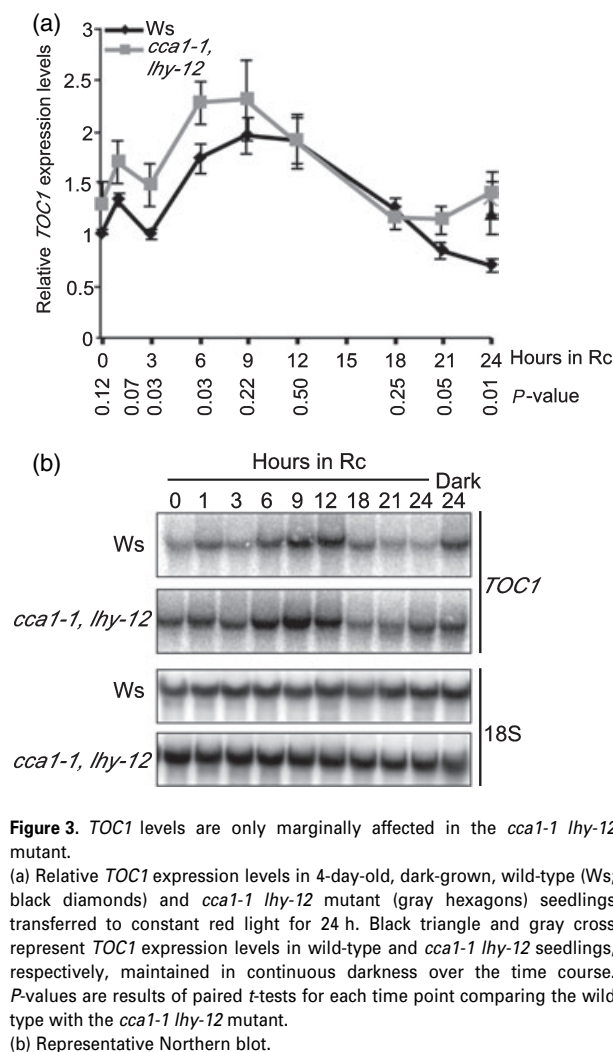 (a)
Ws
cca1-1,
lhy-12
Relative TOC1 expression levels
3
2.5
2
1.5
1
0.5
0
0 3 6 9 12 15 18 21 24 Hours in Rc
0.12 0.07 0.03 0.03 0.22 0.50 0.25 0.05 0.01 P-value
(b)
Hours in Rc
Dark
0 1 3 6 9 12 18 21 24 24
Ws
cca1-1, lhy-12
TOC1
Ws
cca1-1, lhy-12
18S
Figure 3. TOC1 levels are only marginally affected in the cca1-1 lhy-12
mutant.
(a) Relative TOC1 expression levels in 4-day-old, dark-grown, wild-type (Ws;
black diamonds) and cca1-1 lhy-12 mutant (gray hexagons) seedlings
transferred to constant red light for 24 h. Black triangle and gray cross
represent TOC1 expression levels in wild-type and cca1-1 lhy-12 seedlings,
respectively, maintained in continuous darkness over the time course.
P-values are results of paired t-tests for each time point comparing the wild
type with the cca1-1 lhy-12 mutant.
(b) Representative Northern blot.